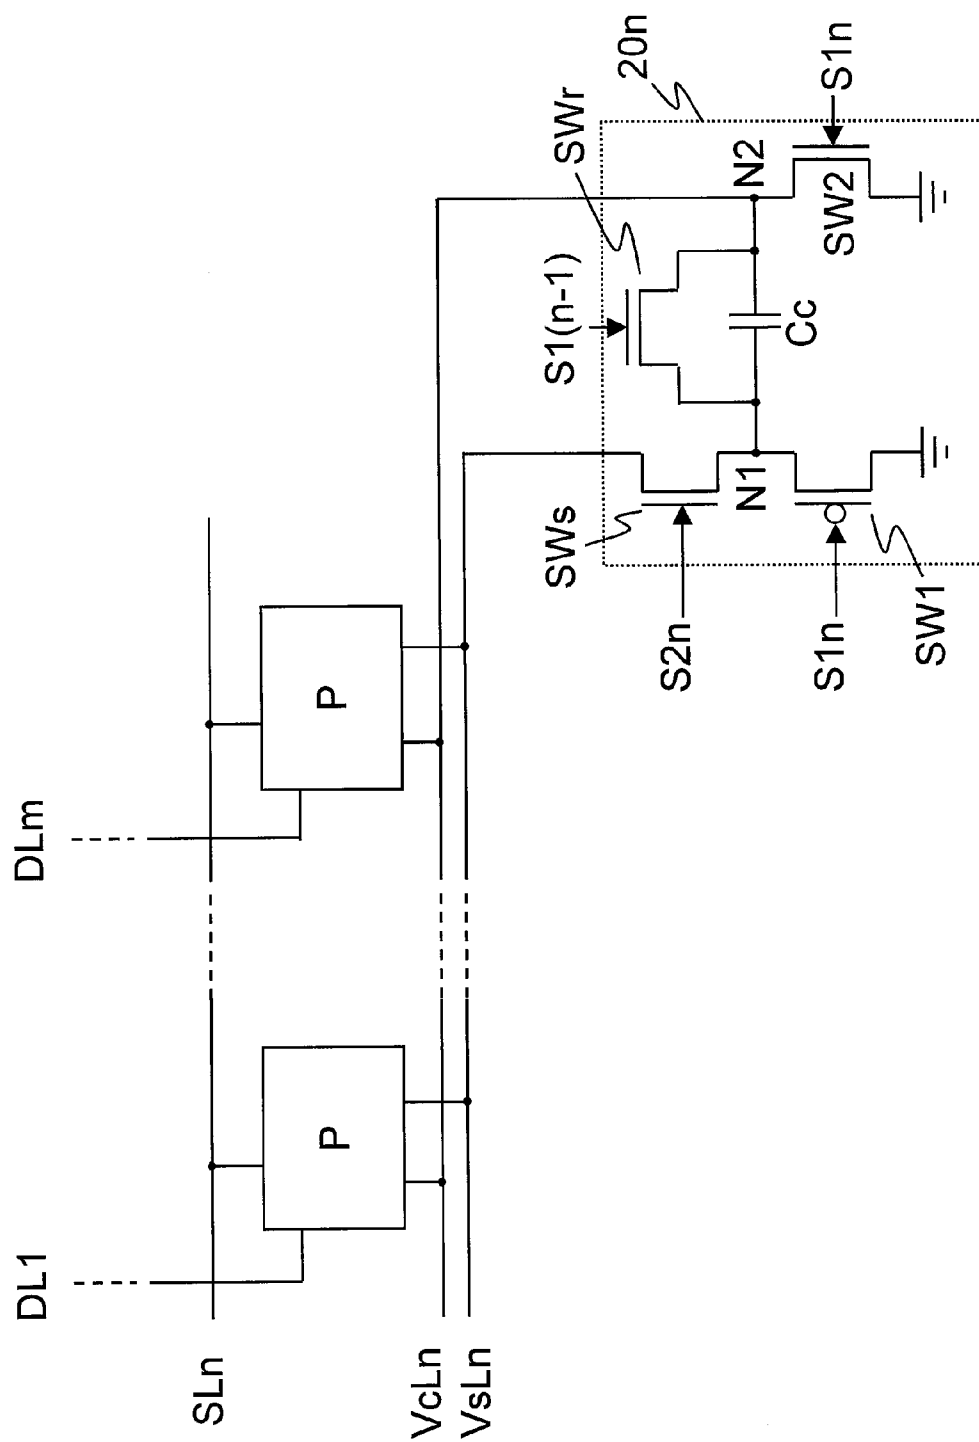 DL1
DLm
SLn
P
P
VcLn
VsLn
S1(n-1)
SWr
20n
SWs
S2n
N1
Cc
N2
S1n
SW2
S1n
SW1